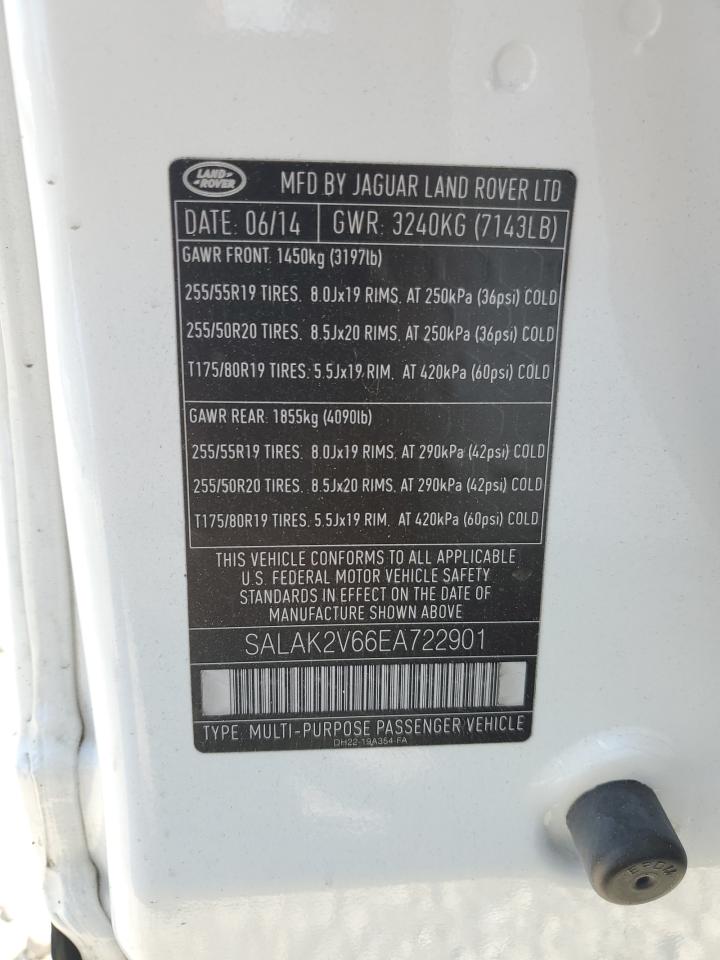 LAND ROVER
MFD BY JAGUAR LAND ROVER LTD
DATE: 06/14 GWR: 3240KG (7143LB)
GAWR FRONT: 1450kg (3197lb)
255/55R19 TIRES. 8.0Jx19 RIMS, AT 250kPa (36psi) COLD
255/50R20 TIRES. 8.5Jx20 RIMS, AT 250kPa (36psi) COLD
T175/80R19 TIRES: 5.5Jx19 RIM, AT 420kPa (60psi) COLD
GAWR REAR: 1855kg (4090lb)
255/55R19 TIRES. 8.0Jx19 RIMS, AT 290kPa (42psi) COLD
255/50R20 TIRES. 8.5Jx20 RIMS, AT 290kPa (42psi) COLD
T175/80R19 TIRES. 5.5Jx19 RIM, AT 420kPa (60psi) COLD
THIS VEHICLE CONFORMS TO ALL APPLICABLE
U.S. FEDERAL MOTOR VEHICLE SAFETY
STANDARDS IN EFFECT ON THE DATE OF
MANUFACTURE SHOWN ABOVE
SALAK2V66EA722901
TYPE: MULTI-PURPOSE PASSENGER VEHICLE
DH22-19A354-FA